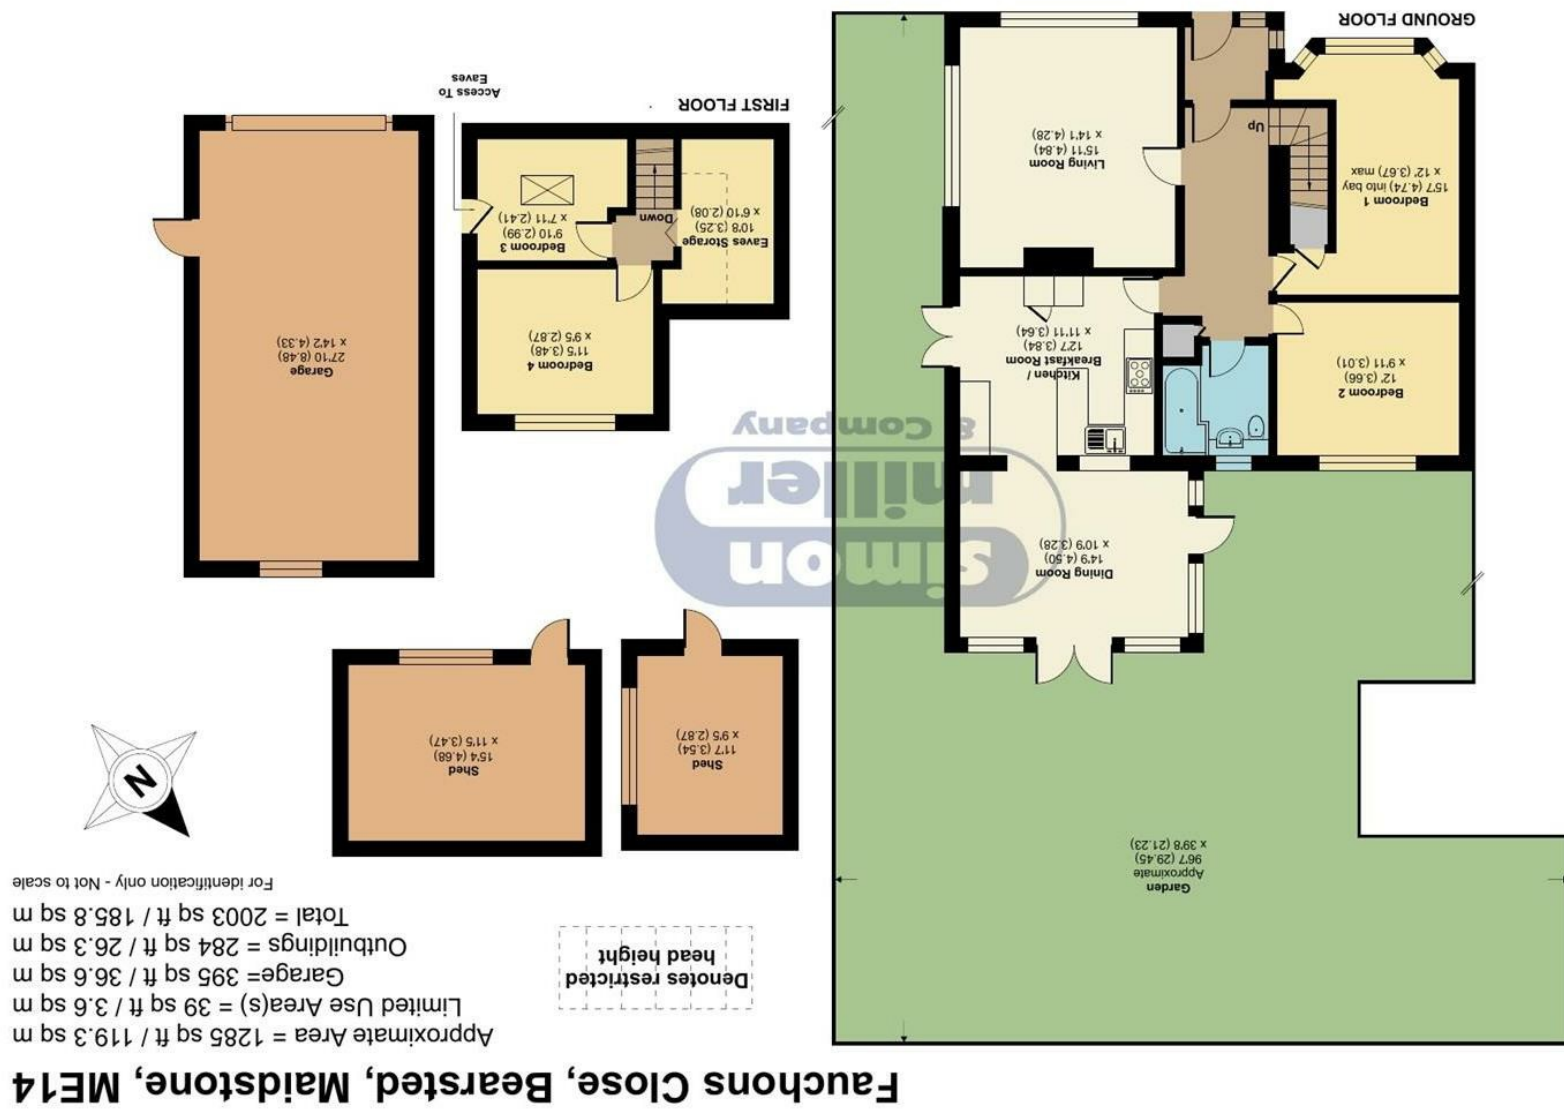 Fauchons Close, Bearsted, Maidstone, ME14
Approximate Area = 1285 sq ft / 119.3 sq m
Limited Use Area(s) = 39 sq ft / 3.6 sq m
Garage= 395 sq ft / 36.6 sq m
Outbuildings = 284 sq ft / 26.3 sq m
Total = 2003 sq ft / 185.8 sq m
For identification only - Not to scale
Denotes restricted
head height
N
Garden
Approximate
96'7 (29.45)
x 39'8 (21.23)
Shed
11'7 (3.54)
x 9'5 (2.87)
Shed
15'4 (4.68)
x 11'5 (3.47)
Dining Room
14'9 (4.50)
x 10'9 (3.28)
simon
miller
& Company
Bedroom 2
12' (3.66)
x 9'11 (3.01)
Kitchen /
Breakfast Room
12'7 (3.84)
x 11'11 (3.64)
Bedroom 4
11'5 (3.48)
x 9'5 (2.87)
Garage
27'10 (8.48)
x 14'2 (4.33)
Bedroom 1
15'7 (4.74) into bay
x 12' (3.67) max
Living Room
15'11 (4.84)
x 14'1 (4.28)
Up
Eaves Storage
10'8 (3.25)
x 6'10 (2.08)
Down
Bedroom 3
9'10 (2.99)
x 7'11 (2.41)
Access To
Eaves
FIRST FLOOR
GROUND FLOOR